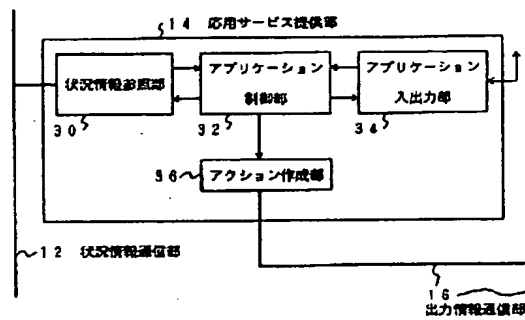 14 応用サービス提供部
状況情報参照部
30
アプリケーション
制御部
32
アプリケーション
入出力部
34
36
アクション作成部
12 状況情報通信部
16
出力情報通信部